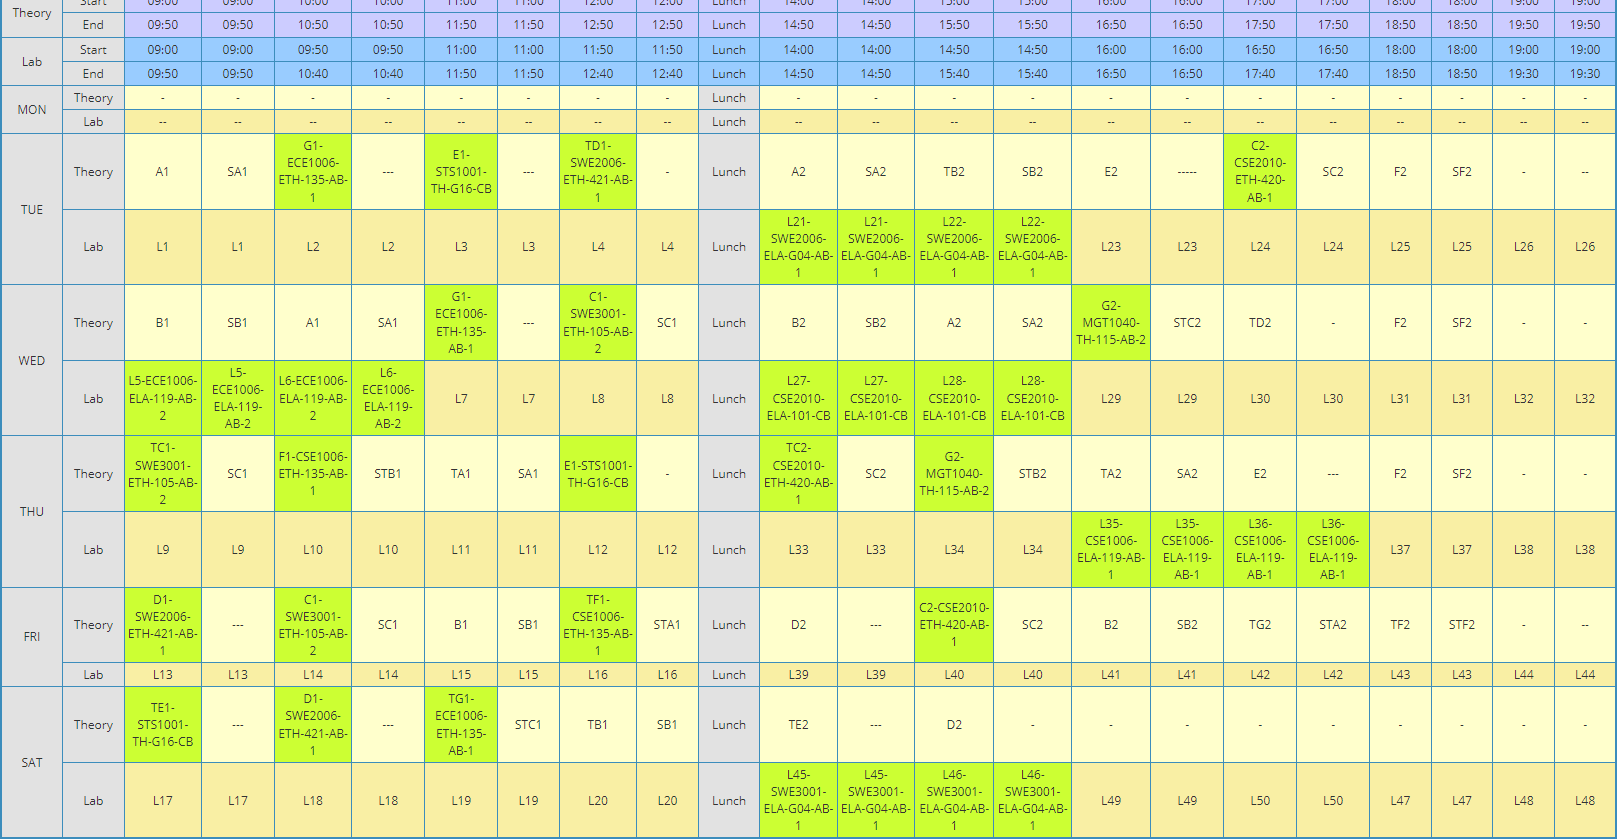 Theory Start 09:00 09:00 10:00 10:00 11:00 11:00 12:00 12:00 Lunch 14:00 14:00 15:00 15:00 16:00 16:00 17:00 17:00 18:00 18:00 19:00 19:00
End 09:50 09:50 10:50 10:50 11:50 11:50 12:50 12:50 Lunch 14:50 14:50 15:50 15:50 16:50 16:50 17:50 17:50 18:50 18:50 19:50 19:50
Lab Start 09:00 09:00 09:50 09:50 11:00 11:00 11:50 11:50 Lunch 14:00 14:00 14:50 14:50 16:00 16:00 16:50 16:50 18:00 18:00 19:00 19:00
End 09:50 09:50 10:40 10:40 11:50 11:50 12:40 12:40 Lunch 14:50 14:50 15:40 15:40 16:50 16:50 17:40 17:40 18:50 18:50 19:30 19:30
MON Theory - - - - - - - - Lunch - - - - - - - - - - - -
Lab -- -- -- -- -- -- -- -- Lunch -- -- -- -- -- -- -- -- -- -- -- --
TUE Theory A1 SA1 G1-ECE1006-ETH-135-AB-1 --- E1-STS1001-TH-G16-CB --- TD1-SWE2006-ETH-421-AB-1 - Lunch A2 SA2 TB2 SB2 E2 ----- C2-CSE2010-ETH-420-AB-1 SC2 F2 SF2 - --
Lab L1 L1 L2 L2 L3 L3 L4 L4 Lunch L21-SWE2006-ELA-G04-AB-1 L21-SWE2006-ELA-G04-AB-1 L22-SWE2006-ELA-G04-AB-1 L22-SWE2006-ELA-G04-AB-1 L23 L23 L24 L24 L25 L25 L26 L26
WED Theory B1 SB1 A1 SA1 G1-ECE1006-ETH-135-AB-1 --- C1-SWE3001-ETH-105-AB-2 SC1 Lunch B2 SB2 A2 SA2 G2-MGT1040-TH-115-AB-2 STC2 TD2 - F2 SF2 - -
Lab L5-ECE1006-ELA-119-AB-2 L5-ECE1006-ELA-119-AB-2 L6-ECE1006-ELA-119-AB-2 L6-ECE1006-ELA-119-AB-2 L7 L7 L8 L8 Lunch L27-CSE2010-ELA-101-CB L27-CSE2010-ELA-101-CB L28-CSE2010-ELA-101-CB L28-CSE2010-ELA-101-CB L29 L29 L30 L30 L31 L31 L32 L32
THU Theory TC1-SWE3001-ETH-105-AB-2 SC1 F1-CSE1006-ETH-135-AB-1 STB1 TA1 SA1 E1-STS1001-TH-G16-CB - Lunch TC2-CSE2010-ETH-420-AB-1 SC2 G2-MGT1040-TH-115-AB-2 STB2 TA2 SA2 E2 --- F2 SF2 - -
Lab L9 L9 L10 L10 L11 L11 L12 L12 Lunch L33 L33 L34 L34 L35-CSE1006-ELA-119-AB-1 L35-CSE1006-ELA-119-AB-1 L36-CSE1006-ELA-119-AB-1 L36-CSE1006-ELA-119-AB-1 L37 L37 L38 L38
FRI Theory D1-SWE2006-ETH-421-AB-1 --- C1-SWE3001-ETH-105-AB-2 SC1 B1 SB1 TF1-CSE1006-ETH-135-AB-1 STA1 Lunch D2 --- C2-CSE2010-ETH-420-AB-1 SC2 B2 SB2 TG2 STA2 TF2 STF2 - --
Lab L13 L13 L14 L14 L15 L15 L16 L16 Lunch L39 L39 L40 L40 L41 L41 L42 L42 L43 L43 L44 L44
SAT Theory TE1-STS1001-TH-G16-CB --- D1-SWE2006-ETH-421-AB-1 --- TG1-ECE1006-ETH-135-AB-1 STC1 TB1 SB1 Lunch TE2 --- D2 - - - - - - - - -
Lab L17 L17 L18 L18 L19 L19 L20 L20 Lunch L45-SWE3001-ELA-G04-AB-1 L45-SWE3001-ELA-G04-AB-1 L46-SWE3001-ELA-G04-AB-1 L46-SWE3001-ELA-G04-AB-1 L49 L49 L50 L50 L47 L47 L48 L48